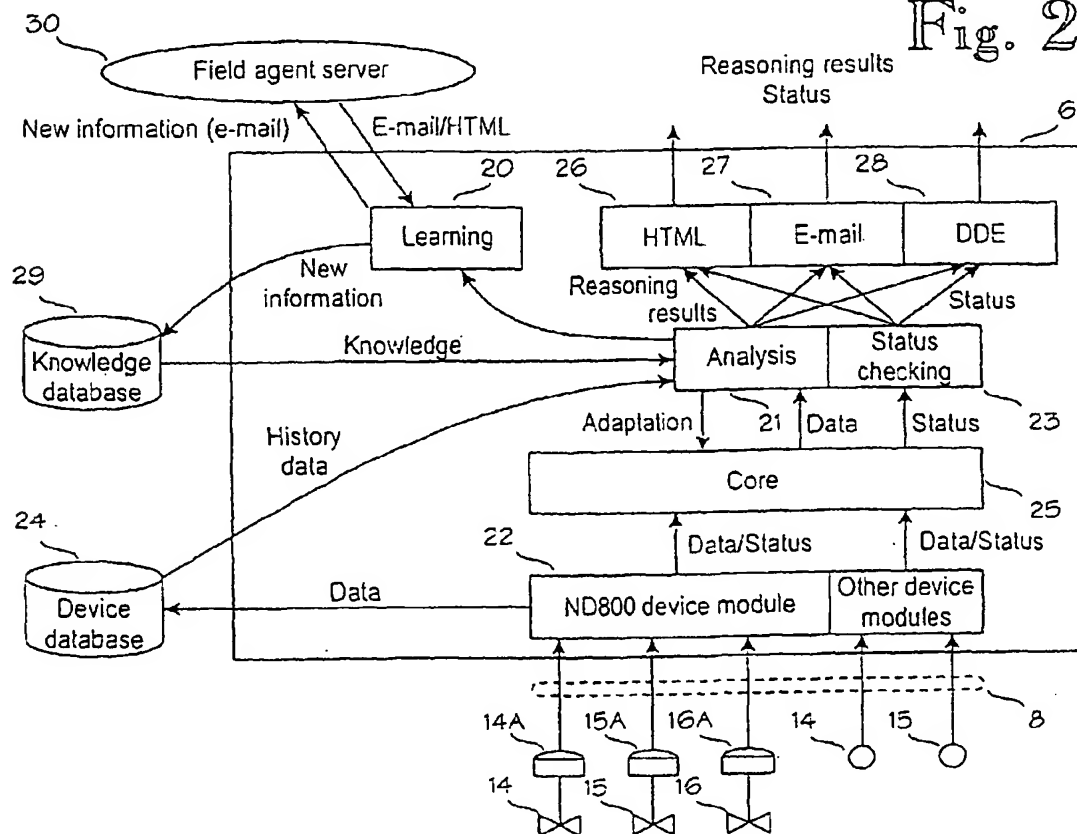 Fig. 2
30
Field agent server
Reasoning results
Status
New information (e-mail)
E-mail/HTML
6
20
26
27
28
Learning
HTML
E-mail
DDE
New
information
Reasoning
results
Status
29
Knowledge
database
Knowledge
Analysis
Status
checking
History
data
Adaptation
21
Data
Status
23
Core
25
24
22
Data/Status
Data/Status
Device
database
Data
ND800 device module
Other device
modules
8
14A
15A
16A
14
15
14
15
16